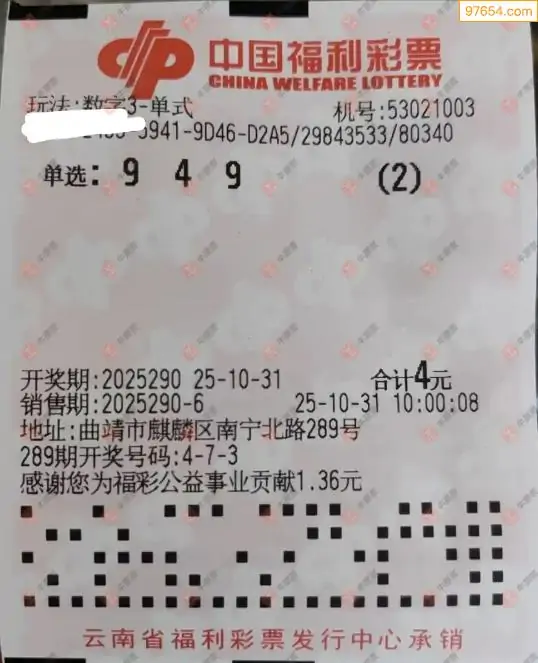 97654.com
中国福利彩票
CHINA WELFARE LOTTERY
玩法:数字3-单式 机号:53021003
5941-9D46-D2A5/29843533/80340
单选: 9 4 9 (2)
开奖期:2025290 25-10-31 合计4元
销售期:2025290-6 25-10-31 10:00:08
地址:曲靖市麒麟区南宁北路289号
289期开奖号码:4-7-3
感谢您为福彩公益事业贡献1.36元
云南省福利彩票发行中心承销